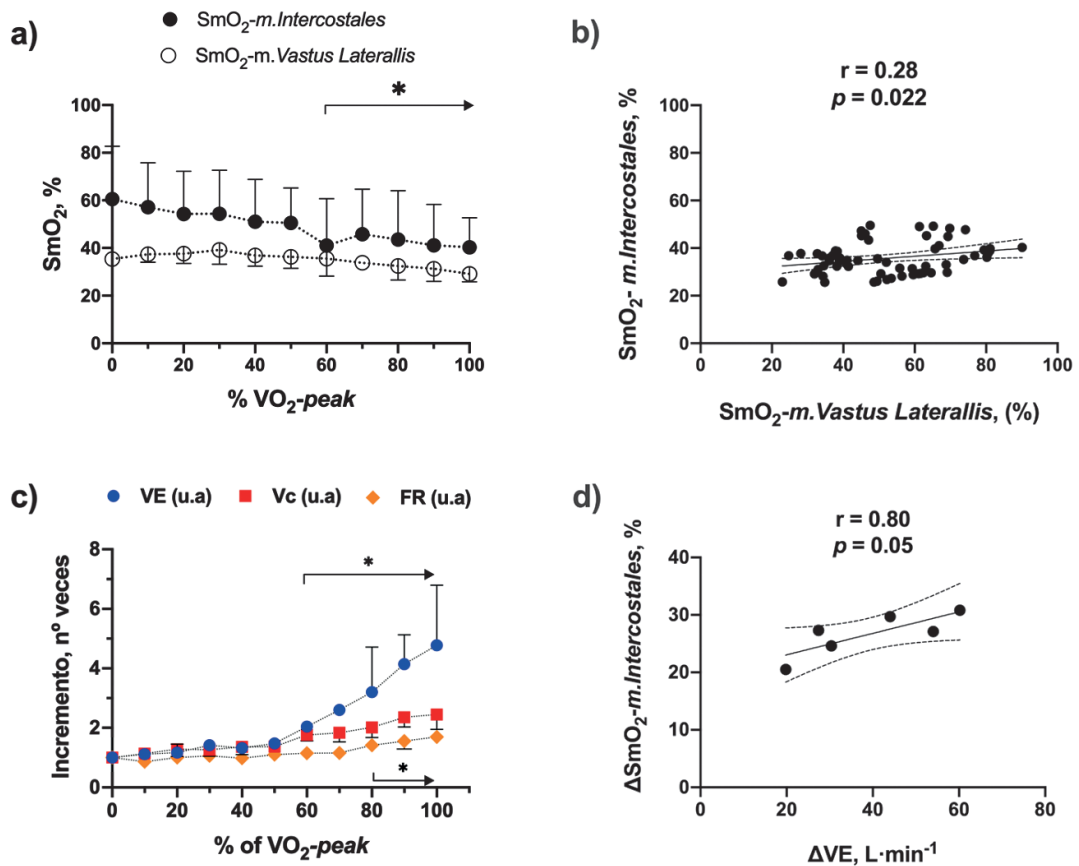 a)
SmO₂-m.Intercostales
SmO₂-m.Vastus Laterallis
*
SmO₂, %
100
80
60
40
20
0
0 20 40 60 80 100
% VO₂-peak
b)
r = 0.28
p = 0.022
SmO₂- m.Intercostales, %
100
80
60
40
20
0
0 20 40 60 80 100
SmO₂-m.Vastus Laterallis, (%)
c)
VE (u.a) Vc (u.a) FR (u.a)
*
Incremento, nº veces
8
6
4
2
0
*
0 20 40 60 80 100
% of VO₂-peak
d)
r = 0.80
p = 0.05
ΔSmO₂-m.Intercostales, %
40
30
20
10
0
0 20 40 60 80
ΔVE, L·min⁻¹